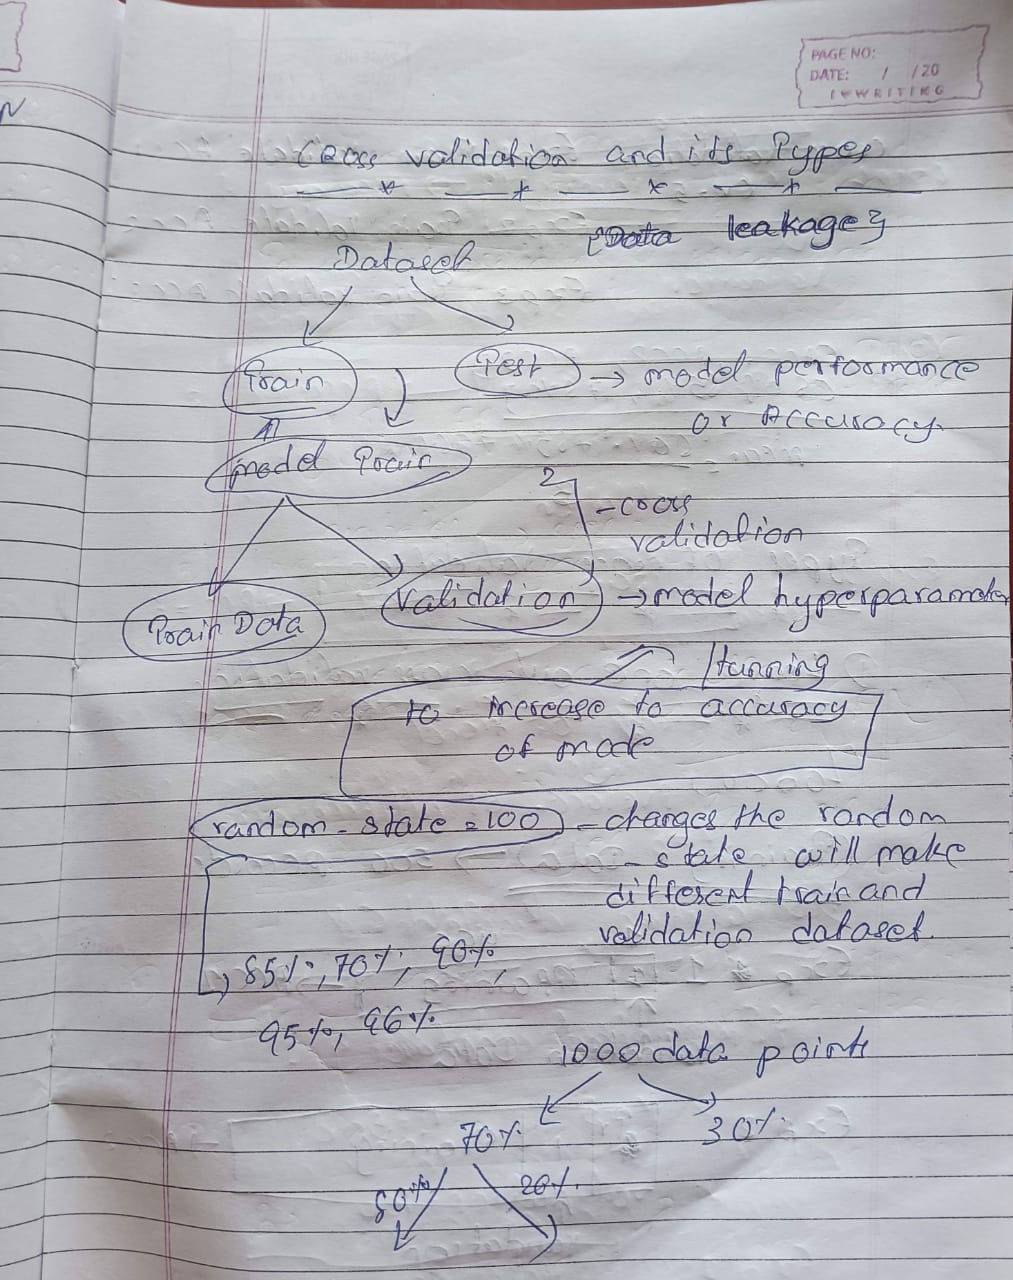 PAGE NO:
DATE: / /20
Cross validation and its Types
{Data leakage}
Dataset
Train
Test → model performance
or Accuracy.
model Train
- cross
validation
Train Data
Validation → model hyperparamater
tunning
to increase to accuracy
of mode
random_state = 100 - changes the random
state will make
different train and
validation dataset.
85%, 70%, 90%,
95%, 96%
1000 data points
70% 30%
80% 20%